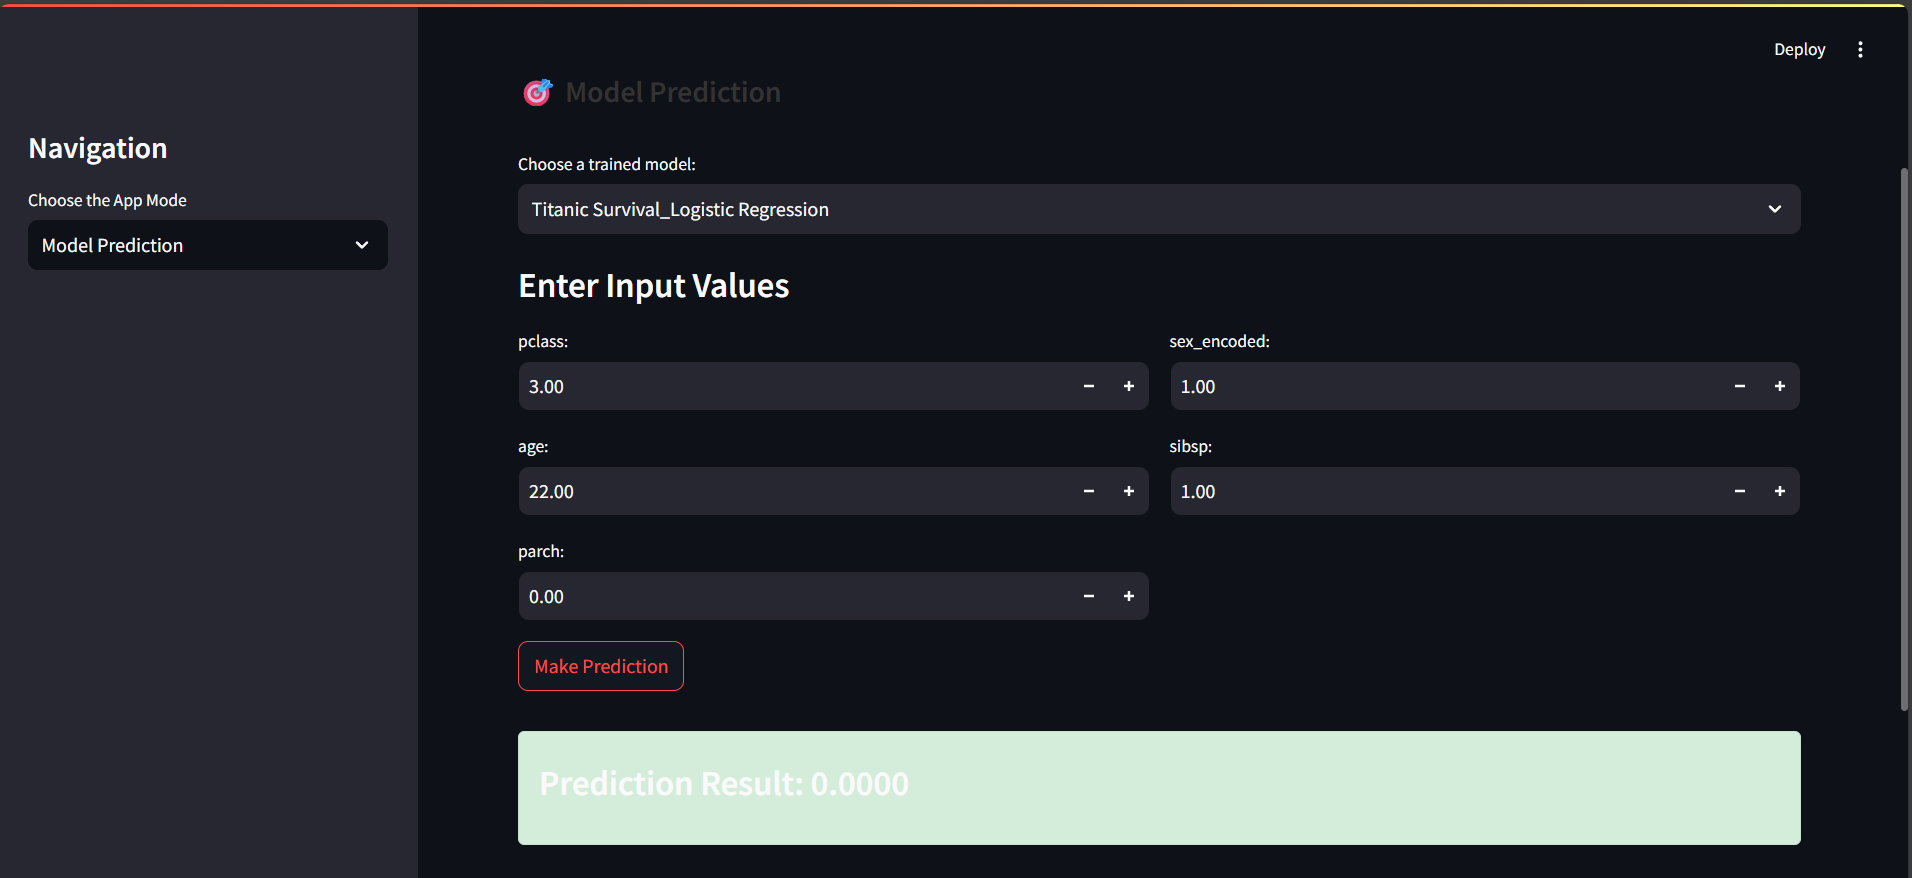 Deploy
Navigation
Choose the App Mode
Model Prediction
Model Prediction
Choose a trained model:
Titanic Survival_Logistic Regression
Enter Input Values
pclass:
3.00
sex_encoded:
1.00
age:
22.00
sibsp:
1.00
parch:
0.00
Make Prediction
Prediction Result: 0.0000